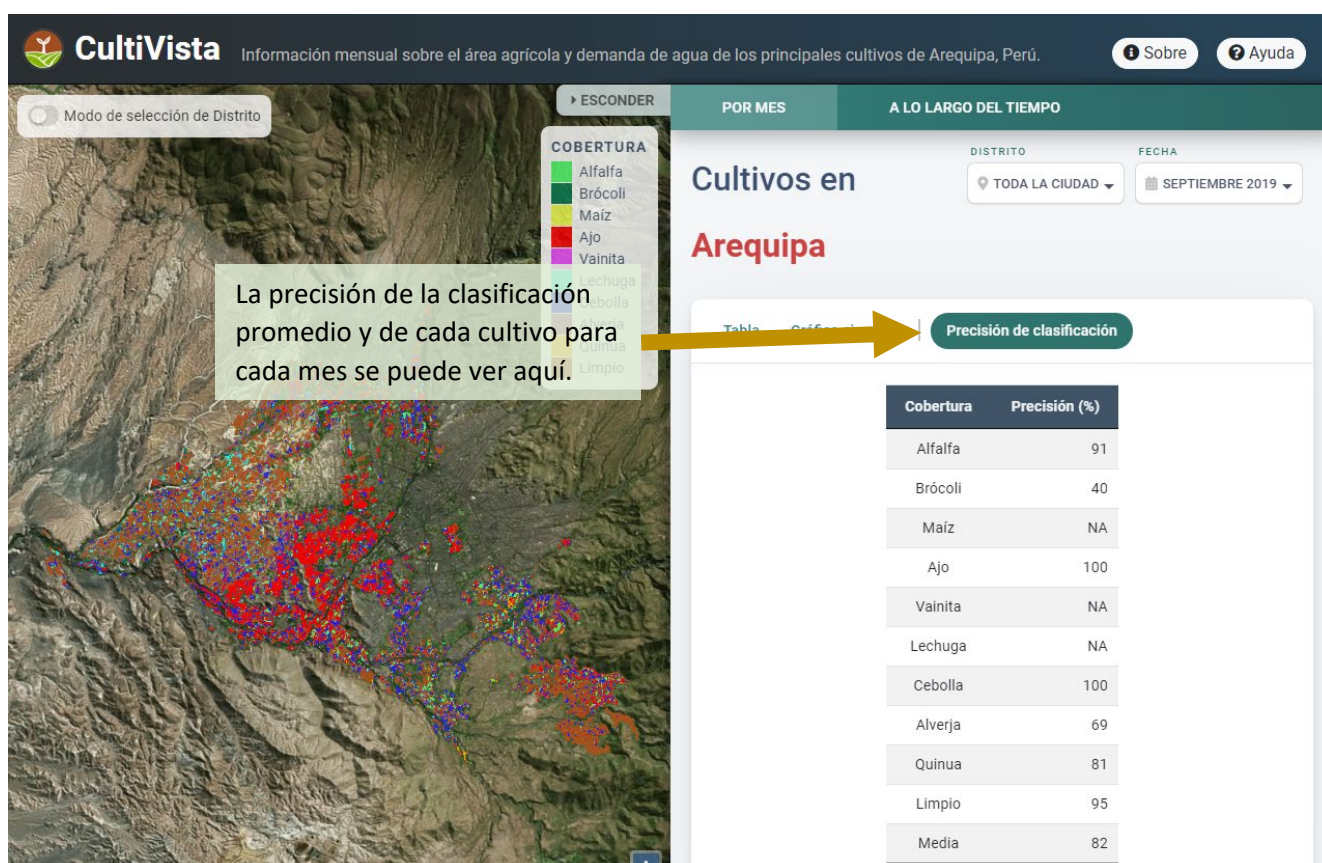 CultiVista
Información mensual sobre el área agrícola y demanda de agua de los principales cultivos de Arequipa, Perú.
Sobre
Ayuda
Modo de selección de Distrito
ESCONDER
COBERTURA
Alfalfa
Brócoli
Maíz
Ajo
Vainita
Lechuga
Cebolla
Quinua
Limpio
La precisión de la clasificación
promedio y de cada cultivo para
cada mes se puede ver aquí.
POR MES
A LO LARGO DEL TIEMPO
Cultivos en
Arequipa
DISTRITO
TODA LA CIUDAD
FECHA
SEPTIEMBRE 2019
Tabla
Precisión de clasificación
Cobertura Precisión (%)
Alfalfa 91
Brócoli 40
Maíz NA
Ajo 100
Vainita NA
Lechuga NA
Cebolla 100
Alverja 69
Quinua 81
Limpio 95
Media 82